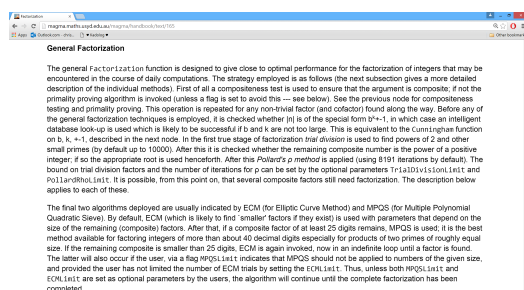 Factorization
magma.maths.usyd.edu.au/magma/handbook/text/165
Apps Outlook.com - chris... ♥ Hacking ♥ Other bookmarks
General Factorization
The general Factorization function is designed to give close to optimal performance for the factorization of integers that may be
encountered in the course of daily computations. The strategy employed is as follows (the next subsection gives a more detailed
description of the individual methods). First of all a compositeness test is used to ensure that the argument is composite; if not the
primality proving algorithm is invoked (unless a flag is set to avoid this --- see below). See the previous node for compositeness
testing and primality proving. This operation is repeated for any non-trivial factor (and cofactor) found along the way. Before any of
the general factorization techniques is employed, it is checked whether |n| is of the special form bᵏ+-1, in which case an intelligent
database look-up is used which is likely to be successful if b and k are not too large. This is equivalent to the Cunningham function
on b, k, +-1, described in the next node. In the first true stage of factorization trial division is used to find powers of 2 and other
small primes (by default up to 10000). After this it is checked whether the remaining composite number is the power of a positive
integer; if so the appropriate root is used henceforth. After this Pollard's ρ method is applied (using 8191 iterations by default). The
bound on trial division factors and the number of iterations for ρ can be set by the optional parameters TrialDivisionLimit and
PollardRhoLimit. It is possible, from this point on, that several composite factors still need factorization. The description below
applies to each of these.
The final two algorithms deployed are usually indicated by ECM (for Elliptic Curve Method) and MPQS (for Multiple Polynomial
Quadratic Sieve). By default, ECM (which is likely to find `smaller' factors if they exist) is used with parameters that depend on the
size of the remaining (composite) factors. After that, if a composite factor of at least 25 digits remains, MPQS is used; it is the best
method available for factoring integers of more than about 40 decimal digits especially for products of two primes of roughly equal
size. If the remaining composite is smaller than 25 digits, ECM is again invoked, now in an indefinite loop until a factor is found.
The latter will also occur if the user, via a flag MPQSLimit indicates that MPQS should not be applied to numbers of the given size,
and provided the user has not limited the number of ECM trials by setting the ECMLimit. Thus, unless both MPQSLimit and
ECMLimit are set as optional parameters by the users, the algorithm will continue until the complete factorization has been
completed.